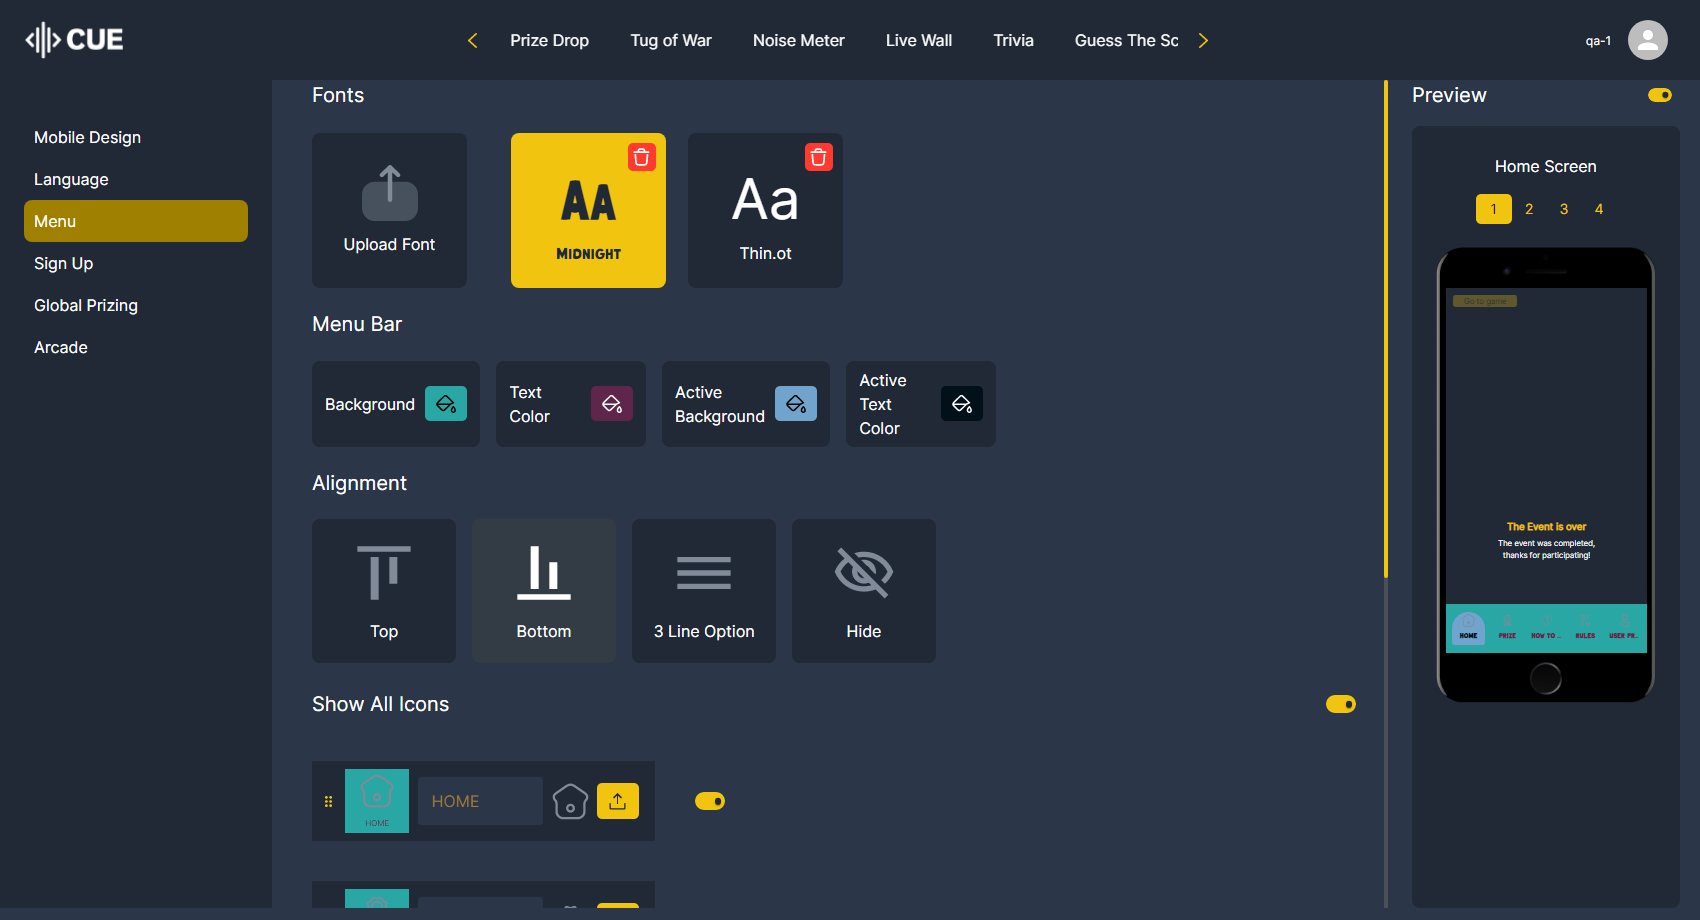 CUE
Prize Drop
Tug of War
Noise Meter
Live Wall
Trivia
Guess The Sc
qa-1
Mobile Design
Language
Menu
Sign Up
Global Prizing
Arcade
Fonts
Upload Font
AA
MIDNIGHT
Aa
Thin.ot
Menu Bar
Background
Text
Color
Active
Background
Active
Text
Color
Alignment
Top
Bottom
3 Line Option
Hide
Show All Icons
HOME
HOME
Preview
Home Screen
1 2 3 4
Go to game
The Event is over
The event was completed,
thanks for participating!
HOME PRIZE HOW TO ... RULES USER PR...